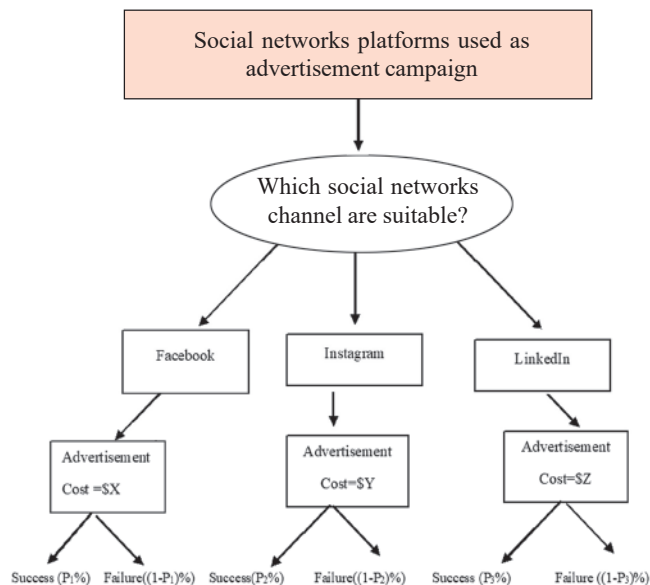 Social networks platforms used as
advertisement campaign
Which social networks
channel are suitable?
Facebook
Instagram
LinkedIn
Advertisement
Cost =$X
Advertisement
Cost=$Y
Advertisement
Cost=$Z
Success (P₁%)
Failure((1-P₁)%)
Success(P₂%)
Failure((1-P₂)%)
Success (P₃%)
Failure ((1-P₃)%)